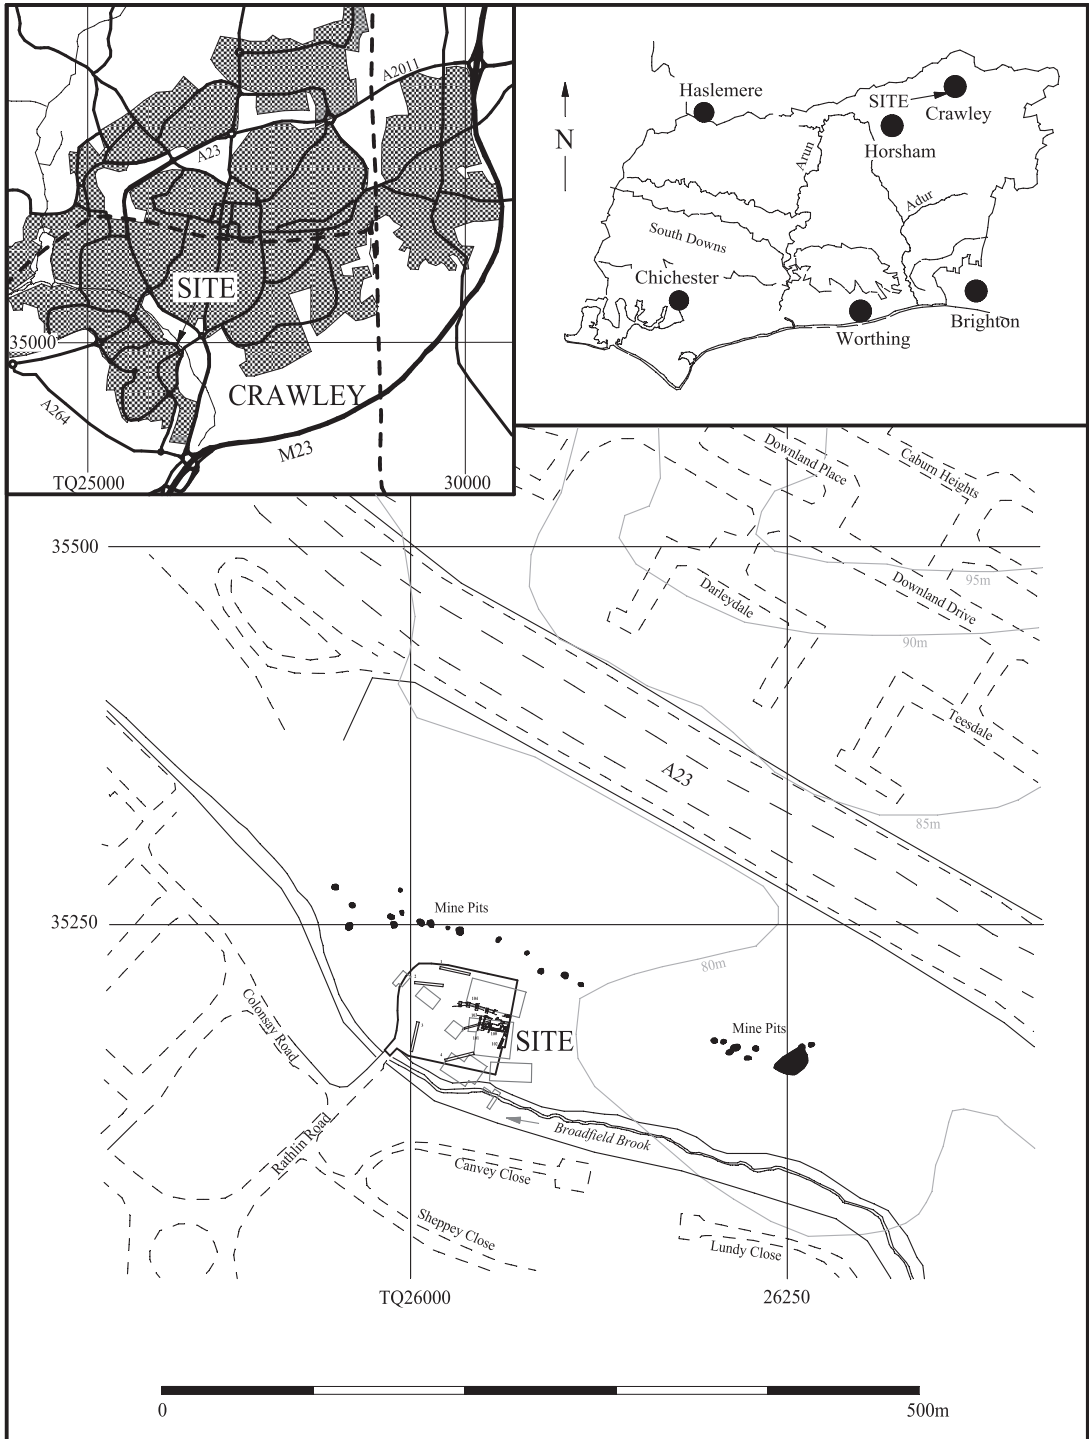 A2011
A23
SITE
35000
CRAWLEY
A264
M23
TQ25000
30000
N
Haslemere
SITE
Crawley
Horsham
Arun
Adur
South Downs
Chichester
Worthing
Brighton
Downland Place
Caburn Heights
35500
95m
Darleydale
Downland Drive
90m
Teesdale
A23
85m
Mine Pits
35250
80m
Colonsay Road
SITE
Mine Pits
Rathlin Road
Broadfield Brook
Canvey Close
Sheppey Close
Lundy Close
TQ26000
26250
0
500m